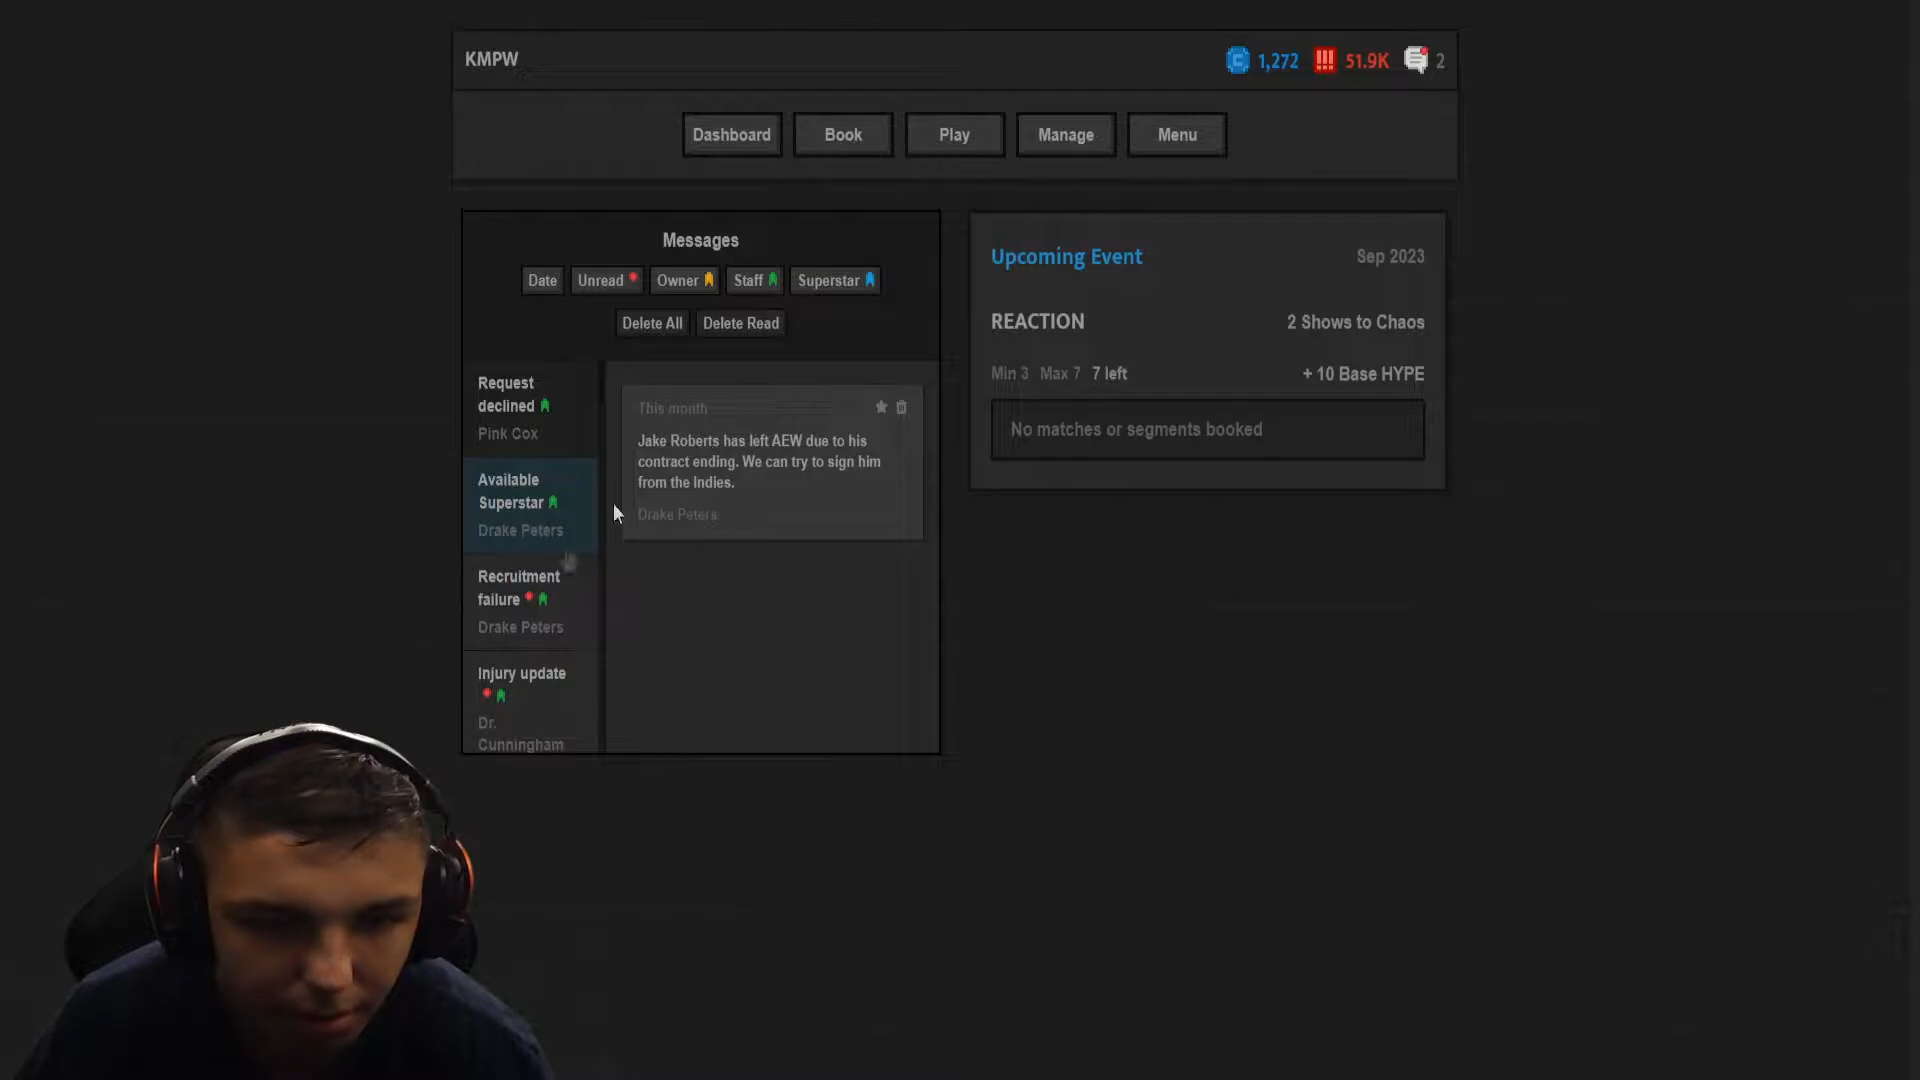 KMPW
1,272
51.9K
2
Dashboard
Book
Play
Manage
Menu
Messages
Date
Unread
Owner
Staff
Superstar
Delete All
Delete Read
Request
declined
Pink Cox
Available
Superstar
Drake Peters
Recruitment
failure
Drake Peters
Injury update
Dr.
Cunningham
This month
Jake Roberts has left AEW due to his
contract ending. We can try to sign him
from the Indies.
Drake Peters
Upcoming Event
Sep 2023
REACTION
2 Shows to Chaos
Min 3 Max 7 7 left
+ 10 Base HYPE
No matches or segments booked